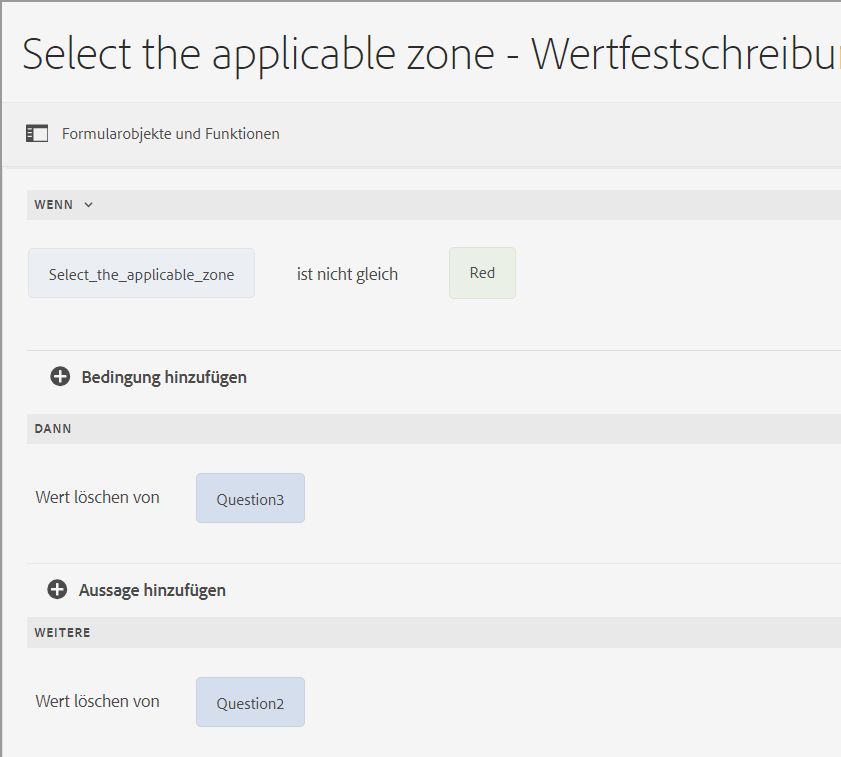 Select the applicable zone - Wertfestschreibu
Formularobjekte und Funktionen
WENN
Select_the_applicable_zone ist nicht gleich Red
Bedingung hinzufügen
DANN
Wert löschen von Question3
Aussage hinzufügen
WEITERE
Wert löschen von Question2